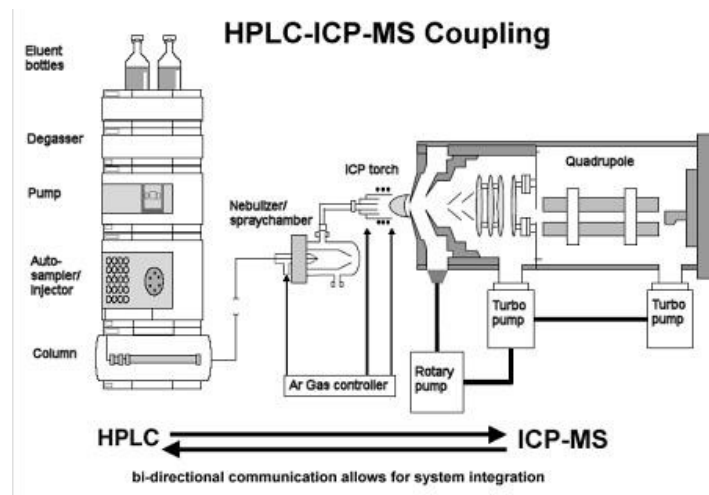 HPLC-ICP-MS Coupling
Eluent
bottles
Degasser
Pump
Auto-
sampler/
injector
Column
Nebulizer/
spraychamber
ICP torch
Quadrupole
Ar Gas controller
Rotary
pump
Turbo
pump
Turbo
pump
HPLC
ICP-MS
bi-directional communication allows for system integration